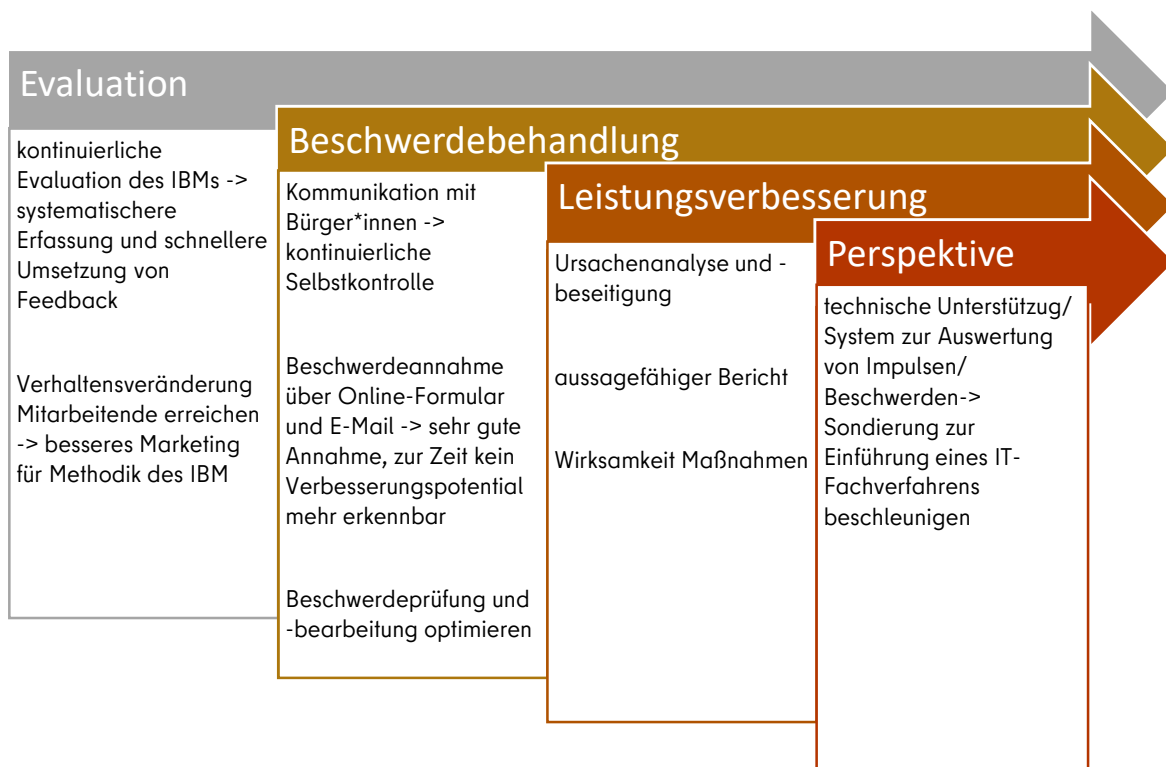 Evaluation
kontinuierliche
Evaluation des IBMs ->
systematischere
Erfassung und schnellere
Umsetzung von
Feedback
Verhaltensveränderung
Mitarbeitende erreichen
-> besseres Marketing
für Methodik des IBM
Beschwerdebehandlung
Kommunikation mit
Bürger*innen ->
kontinuierliche
Selbstkontrolle
Beschwerdeannahme
über Online-Formular
und E-Mail -> sehr gute
Annahme, zur Zeit kein
Verbesserungspotential
mehr erkennbar
Beschwerdeprüfung und
-bearbeitung optimieren
Leistungsverbesserung
Ursachenanalyse und -
beseitigung
aussagefähiger Bericht
Wirksamkeit Maßnahmen
Perspektive
technische Unterstützug/
System zur Auswertung
von Impulsen/
Beschwerden->
Sondierung zur
Einführung eines IT-
Fachverfahrens
beschleunigen